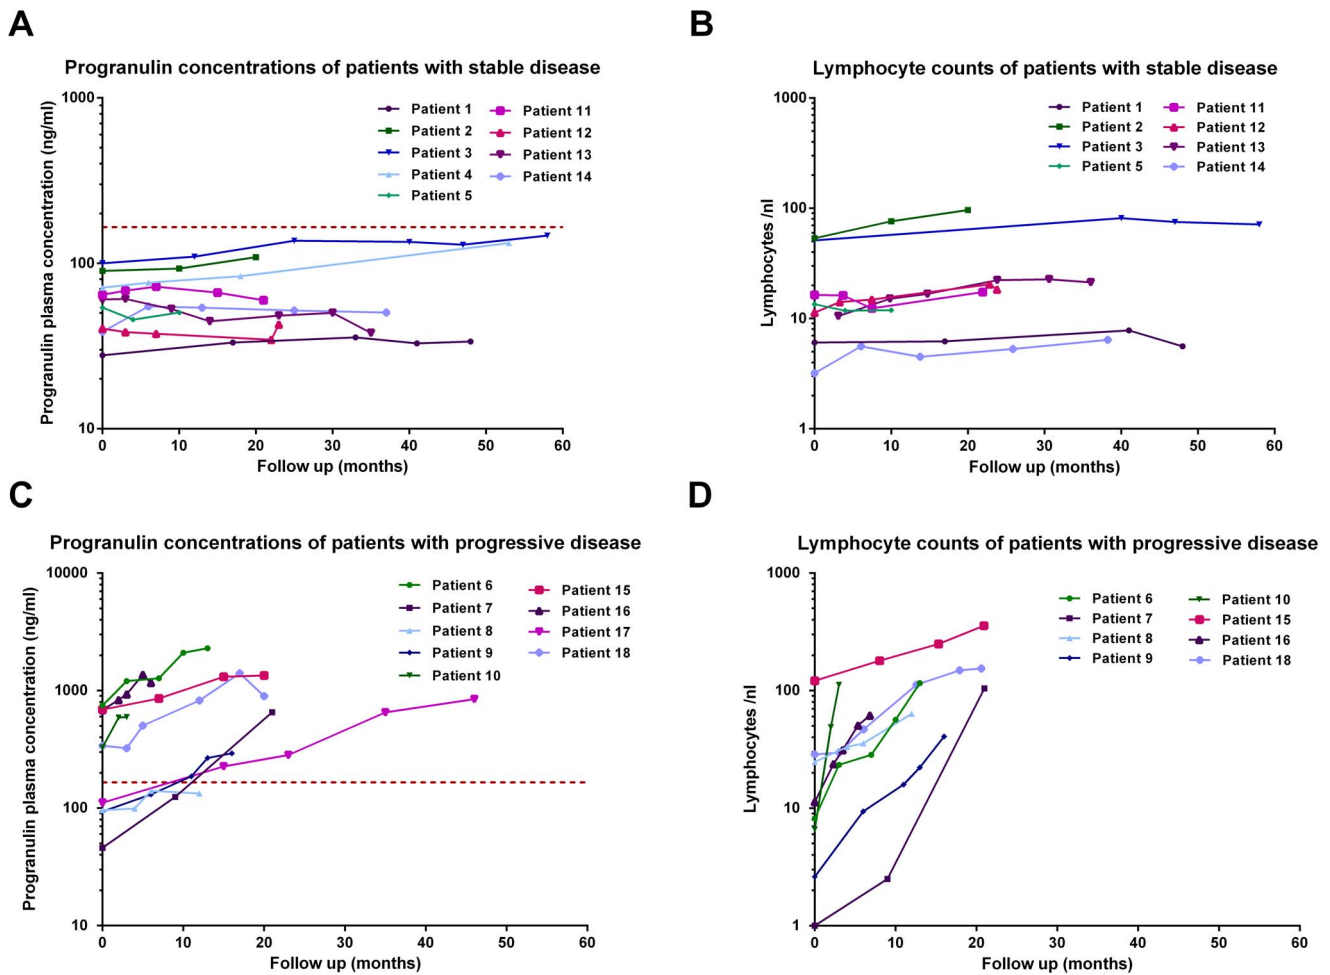 A
Progranulin concentrations of patients with stable disease
Progranulin plasma concentration (ng/ml)
1000
100
10
0 10 20 30 40 50 60
Follow up (months)
Patient 1
Patient 2
Patient 3
Patient 4
Patient 5
Patient 11
Patient 12
Patient 13
Patient 14
B
Lymphocyte counts of patients with stable disease
Lymphocytes /nl
1000
100
10
1
0 10 20 30 40 50 60
Follow up (months)
Patient 1
Patient 2
Patient 3
Patient 5
Patient 11
Patient 12
Patient 13
Patient 14
C
Progranulin concentrations of patients with progressive disease
Progranulin plasma concentration (ng/ml)
10000
1000
100
10
0 10 20 30 40 50 60
Follow up (months)
Patient 6
Patient 7
Patient 8
Patient 9
Patient 10
Patient 15
Patient 16
Patient 17
Patient 18
D
Lymphocyte counts of patients with progressive disease
Lymphocytes /nl
1000
100
10
1
0 10 20 30 40 50 60
Follow up (months)
Patient 6
Patient 7
Patient 8
Patient 9
Patient 10
Patient 15
Patient 16
Patient 18